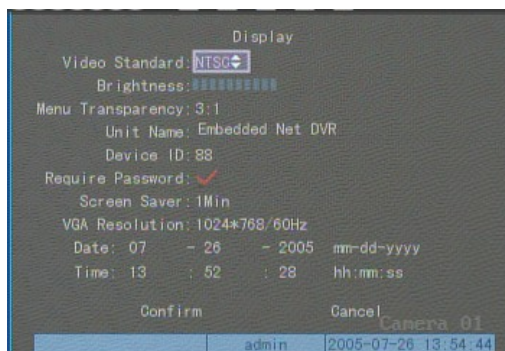 Display
Video Standard: NTSC
Brightness:
Menu Transparency: 3:1
Unit Name: Embedded Net DVR
Device ID: 88
Require Password:
Screen Saver: 1Min
VGA Resolution: 1024*768/60Hz
Date: 07 - 26 - 2005 mm-dd-yyyy
Time: 13 : 52 : 28 hh:mm:ss
Confirm Cancel
Camera 01
admin 2005-07-26 13:54:44